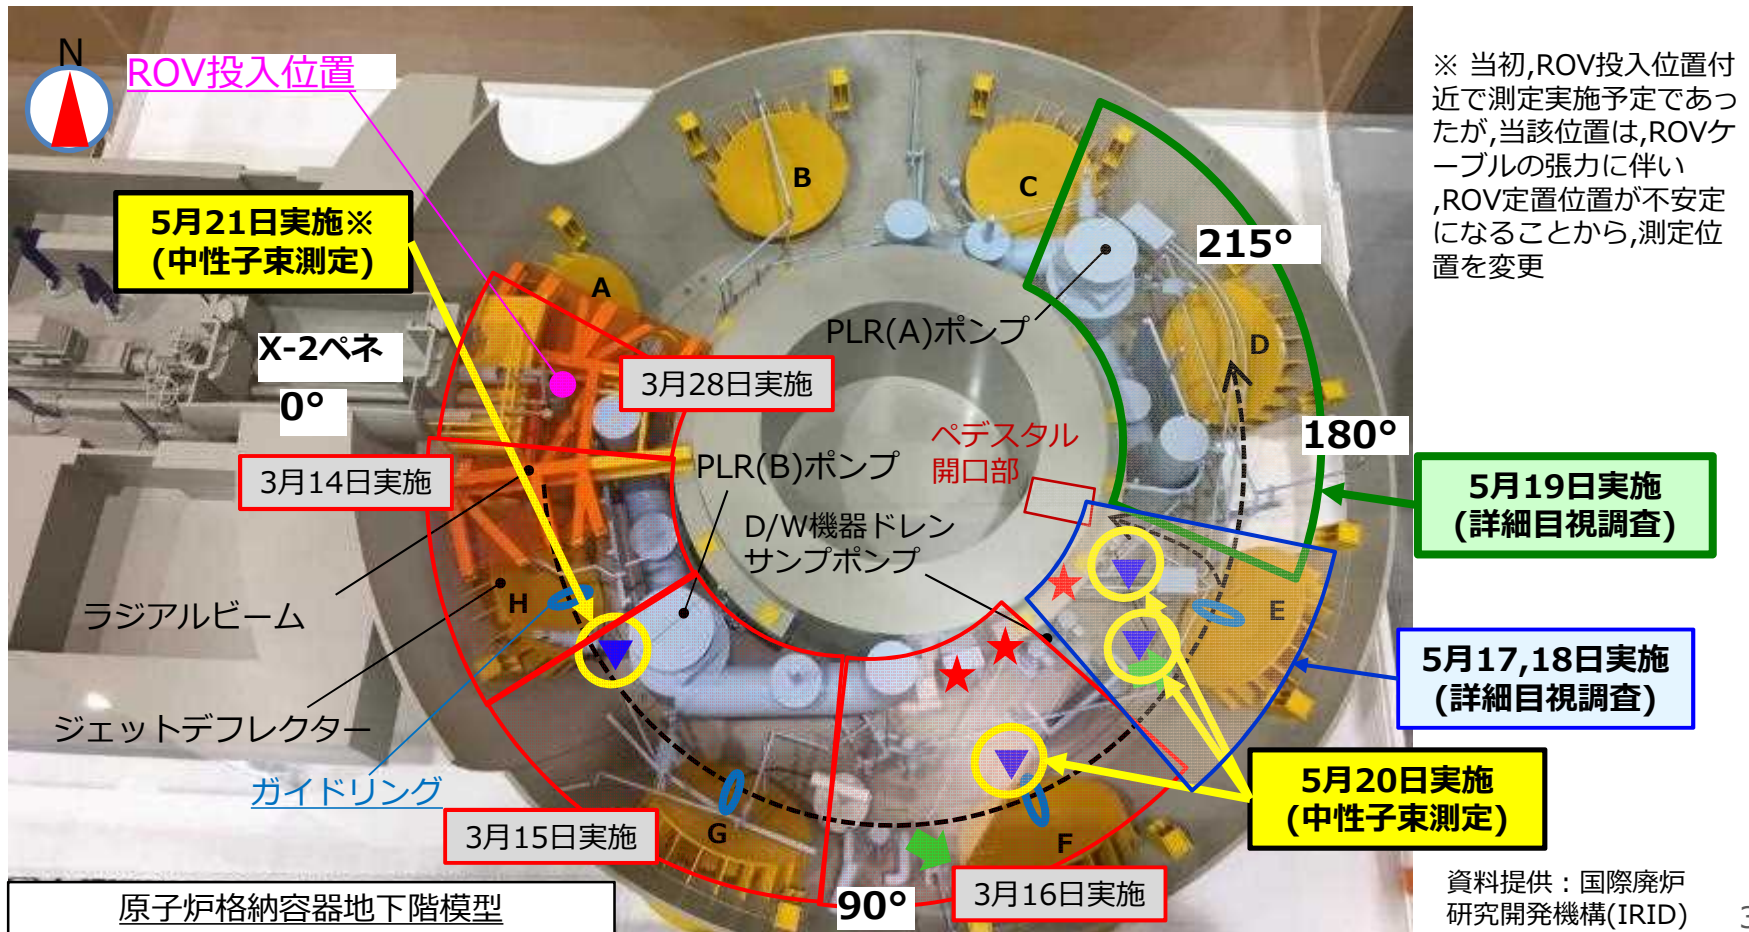 N
ROV投入位置
※ 当初,ROV投入位置付
近で測定実施予定であっ
たが,当該位置は,ROVケ
ーブルの張力に伴い
,ROV定置位置が不安定
になることから,測定位
置を変更
B
C
5月21日実施※
(中性子束測定)
215°
A
PLR(A)ポンプ
D
X-2ペネ
0°
3月28日実施
ペデスタル
開口部
180°
3月14日実施
PLR(B)ポンプ
D/W機器ドレン
サンプポンプ
5月19日実施
(詳細目視調査)
ラジアルビーム
H
E
5月17,18日実施
(詳細目視調査)
ジェットデフレクター
ガイドリング
5月20日実施
(中性子束測定)
3月15日実施
G
F
3月16日実施
90°
原子炉格納容器地下階模型
資料提供：国際廃炉
研究開発機構(IRID)